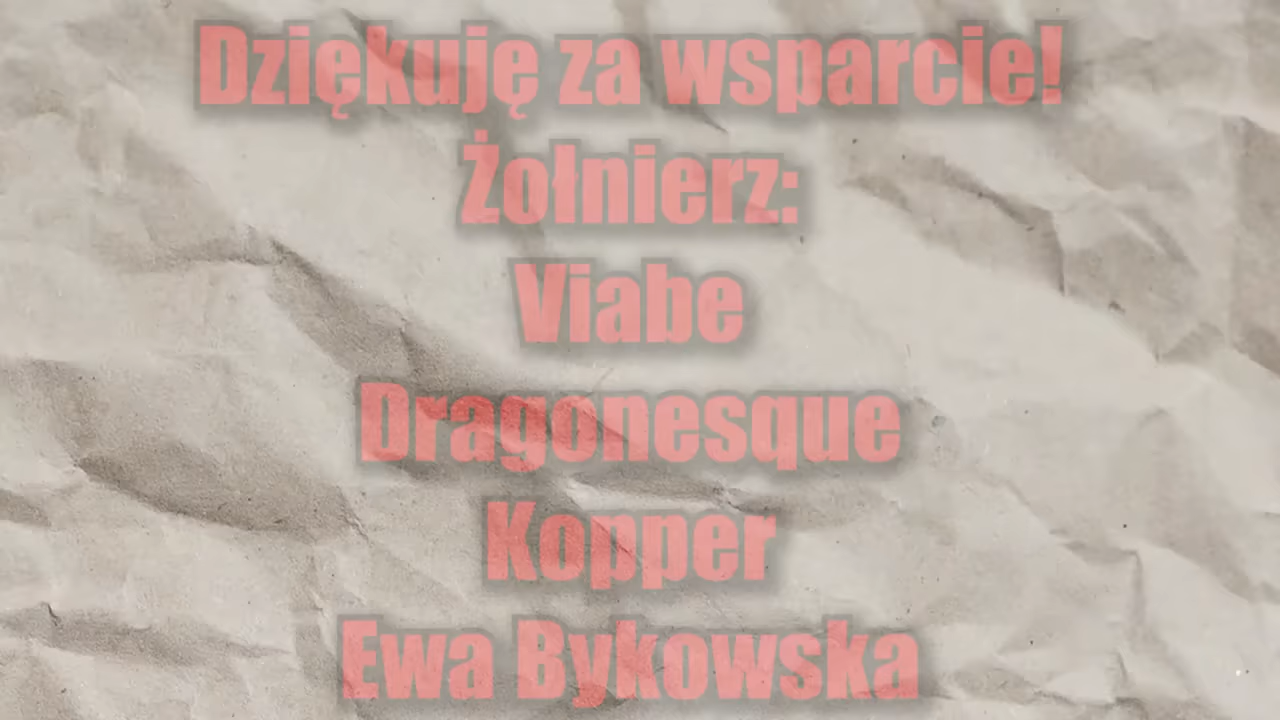 Dziękuję za wsparcie!
Żołnierz:
Viabe
Dragonesque
Kopper
Ewa Bykowska